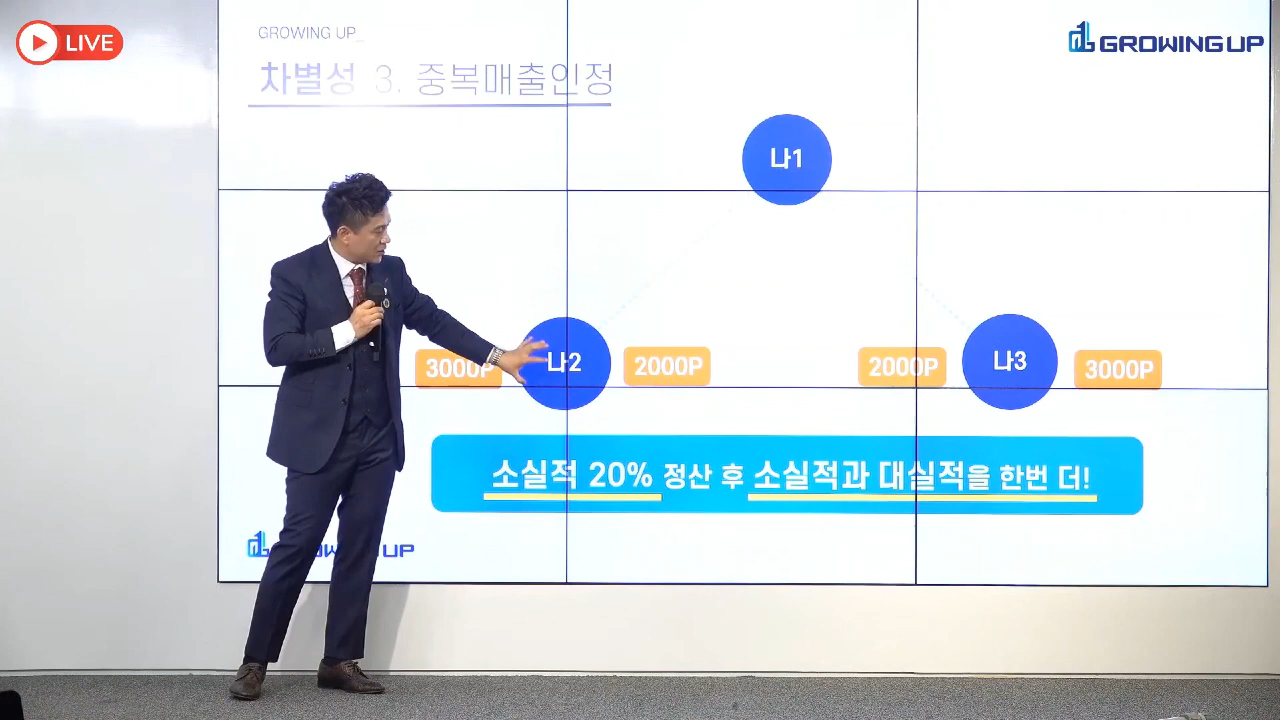 LIVE
GROWING UP_
GROWING UP
차별성 3. 중복매출인정
나1
3000P
나2
2000P
2000P
나3
3000P
소실적 20% 정산 후 소실적과 대실적을 한번 더!
UP